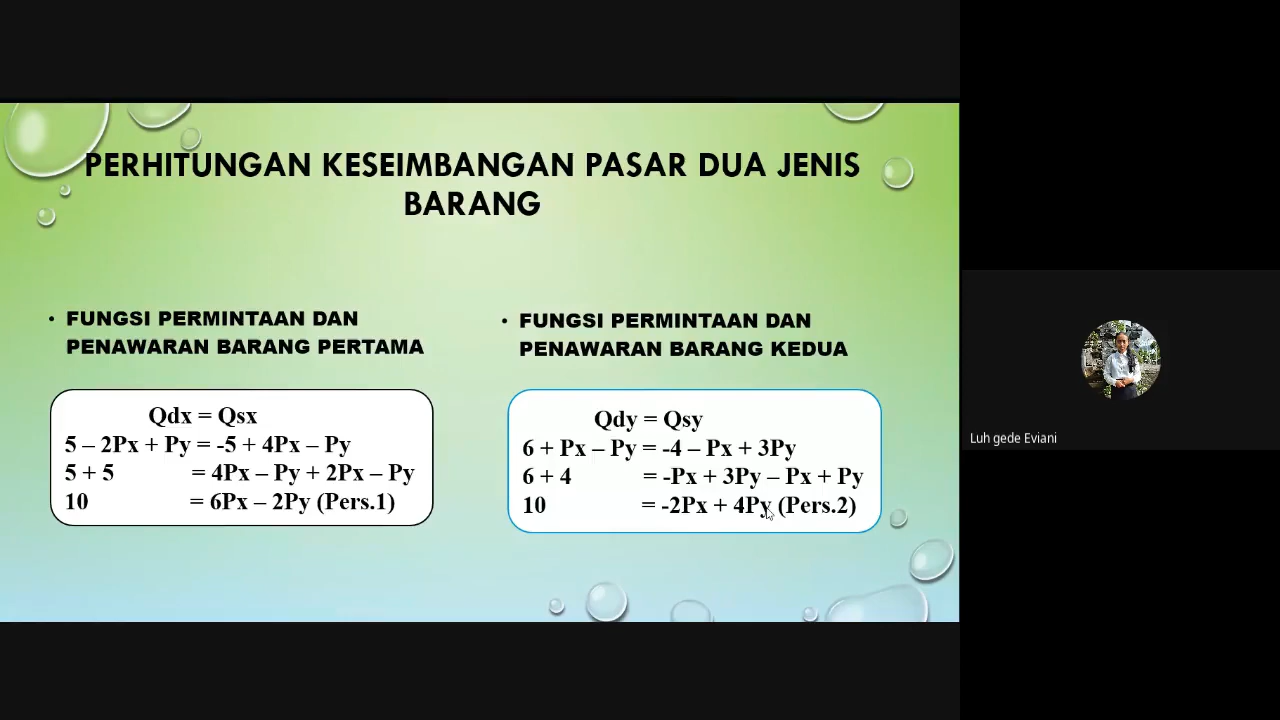 PERHITUNGAN KESEIMBANGAN PASAR DUA JENIS
BARANG
• FUNGSI PERMINTAAN DAN
PENAWARAN BARANG PERTAMA
Qdx = Qsx
5 – 2Px + Py = -5 + 4Px – Py
5 + 5 = 4Px – Py + 2Px – Py
10 = 6Px – 2Py (Pers.1)
• FUNGSI PERMINTAAN DAN
PENAWARAN BARANG KEDUA
Qdy = Qsy
6 + Px – Py = -4 – Px + 3Py
6 + 4 = -Px + 3Py – Px + Py
10 = -2Px + 4Py (Pers.2)
Luh gede Eviani